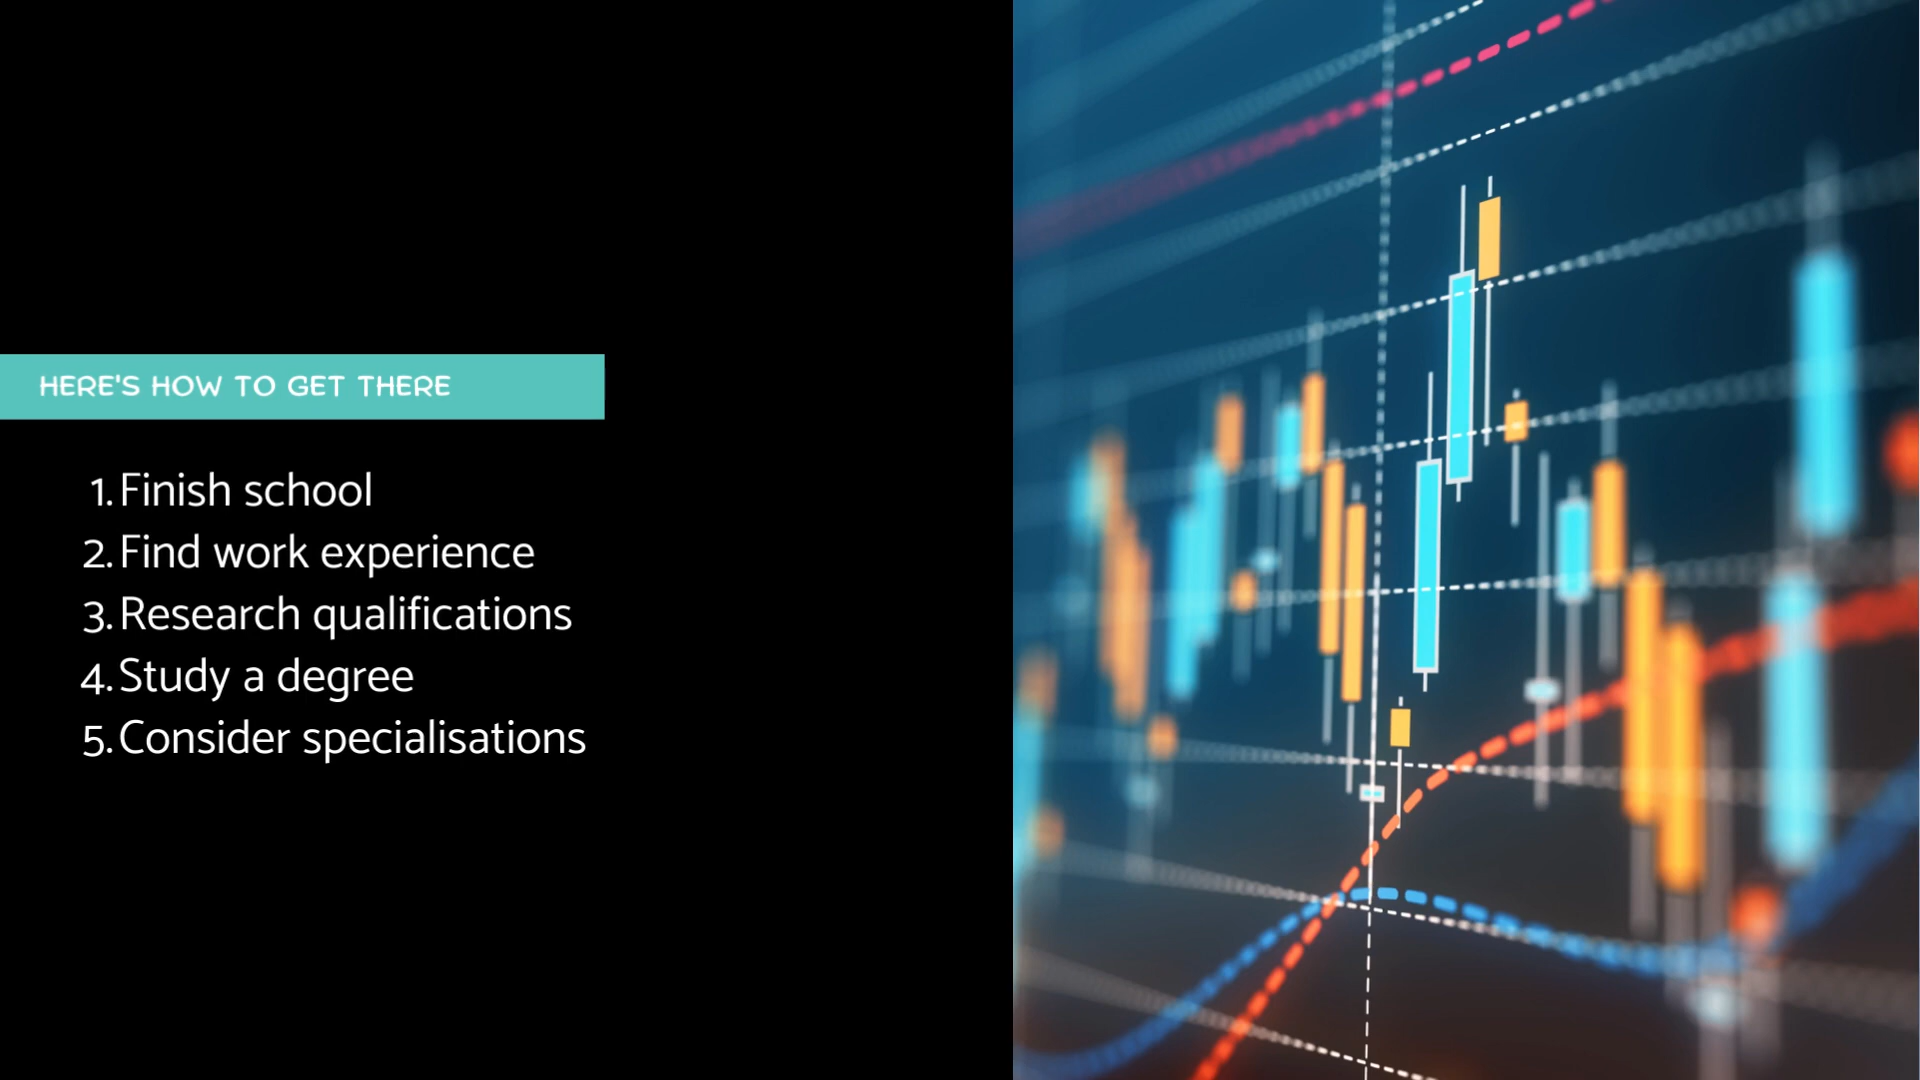 HERE'S HOW TO GET THERE
1. Finish school
2. Find work experience
3. Research qualifications
4. Study a degree
5. Consider specialisations